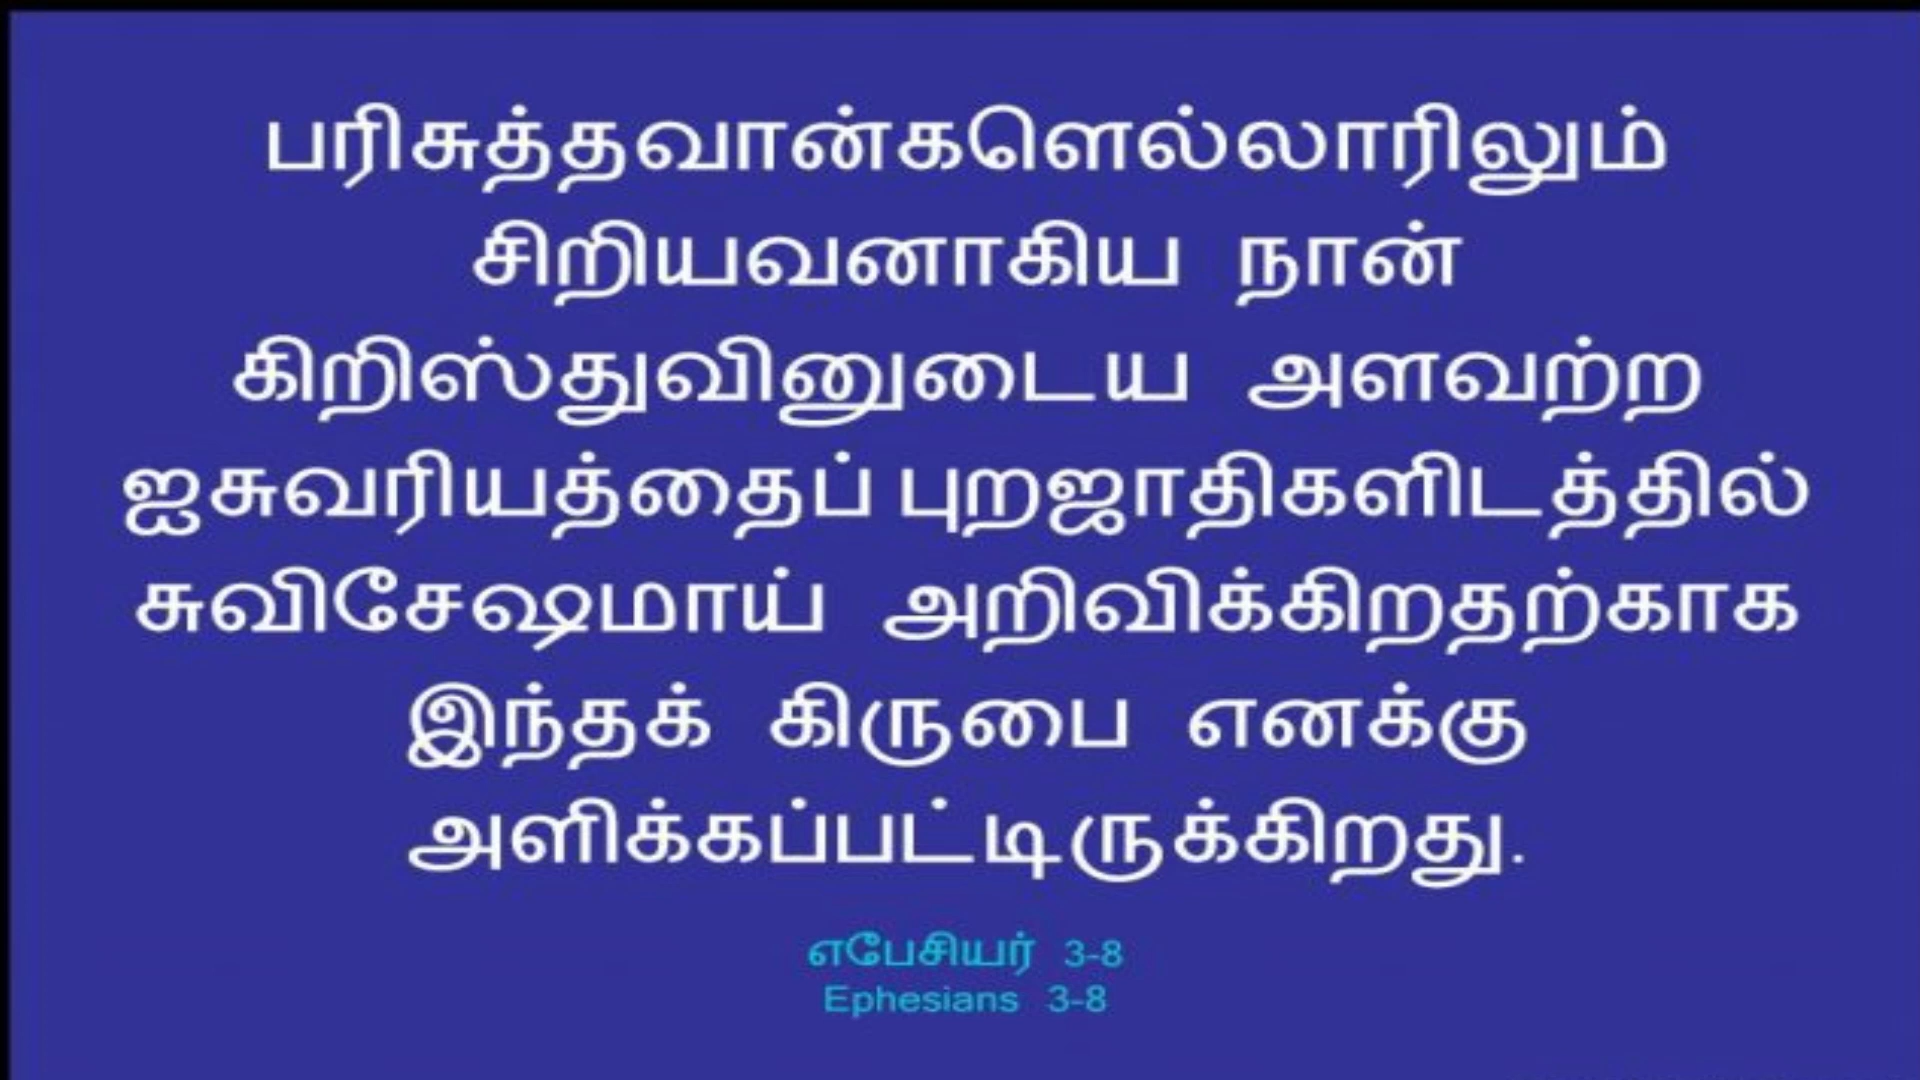 பரிசுத்தவான்களெல்லாரிலும்
சிறியவனாகிய நான்
கிறிஸ்துவினுடைய அளவற்ற
ஐசுவரியத்தைப் புறஜாதிகளிடத்தில்
சுவிசேஷமாய் அறிவிக்கிறதற்காக
இந்தக் கிருபை எனக்கு
அளிக்கப்பட்டிருக்கிறது.
எபேசியர் 3-8
Ephesians 3-8